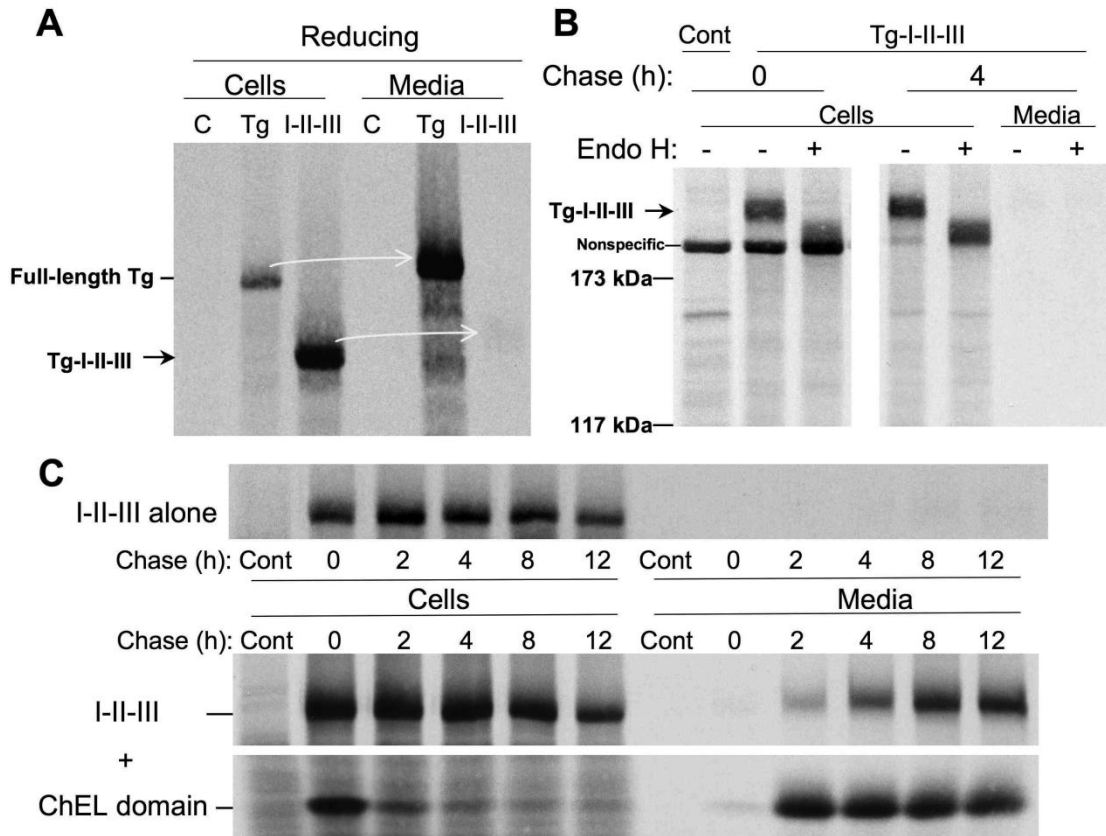 A
Reducing
Cells Media
C Tg I-II-III C Tg I-II-III
Full-length Tg
Tg-I-II-III
B
Cont Tg-I-II-III
Chase (h): 0 4
Cells Media
Endo H: - - + - + - +
Tg-I-II-III
Nonspecific
173 kDa
117 kDa
C
I-II-III alone
Chase (h): Cont 0 2 4 8 12 Cont 0 2 4 8 12
Cells Media
Chase (h): Cont 0 2 4 8 12 Cont 0 2 4 8 12
I-II-III
+
ChEL domain